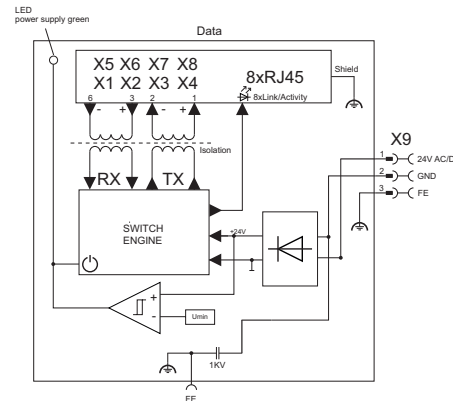 LED
power supply green
Data
X5 X6 X7 X8
X1 X2 X3 X4
8xRJ45
Shield
6 - + 3 2 - + 1
8xLink/Activity
Isolation
X9
1 24V AC/D
2 GND
3 FE
RX TX
SWITCH
ENGINE
+24V
+
-
Umin
1KV
FE